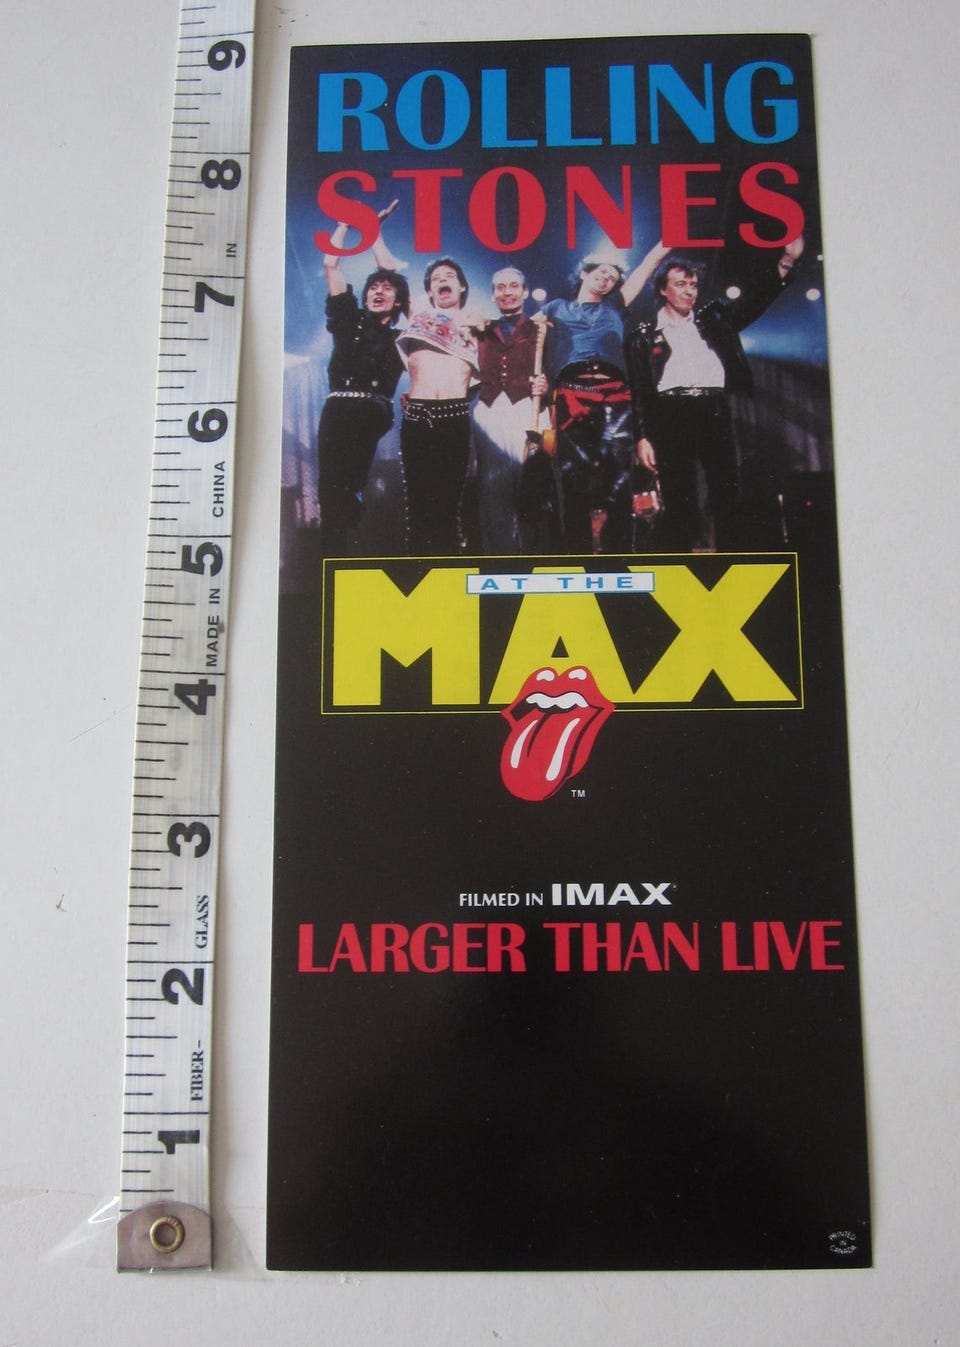 ROLLING
STONES
AT THE
MAX
TM
FILMED IN IMAX®
LARGER THAN LIVE
PRINTED
IN
CANADA
9
8
IN
7
6
CHINA
5
MADE IN
4
3
GLASS
2
FIBER-
1